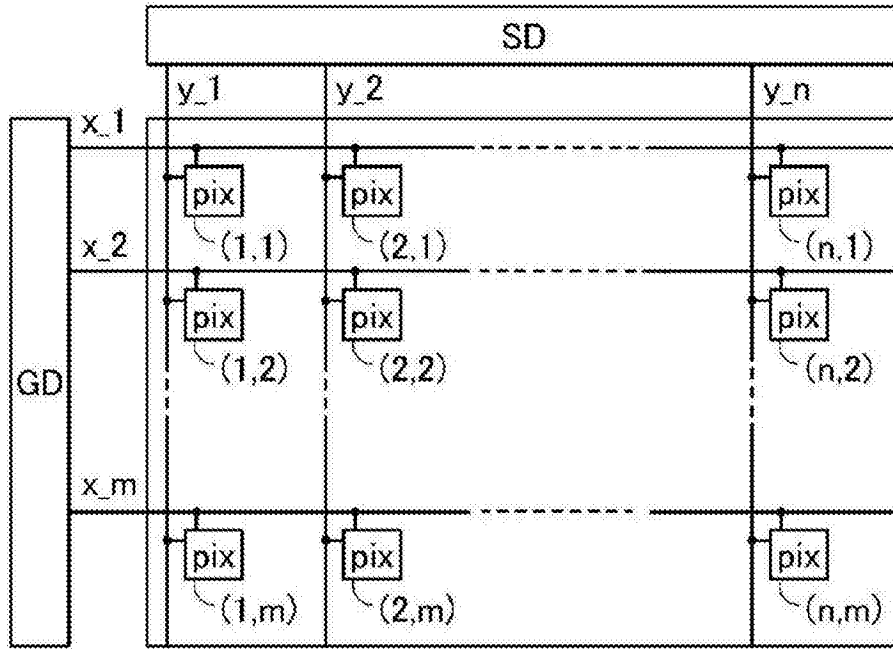 SD
y_1 y_2 y_n
x_1
pix pix pix
(1,1) (2,1) (n,1)
x_2
pix pix pix
(1,2) (2,2) (n,2)
GD
x_m
pix pix pix
(1,m) (2,m) (n,m)